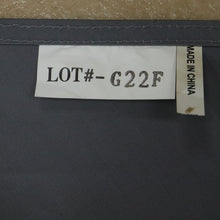 LOT#- G22F
MADE IN CHINA